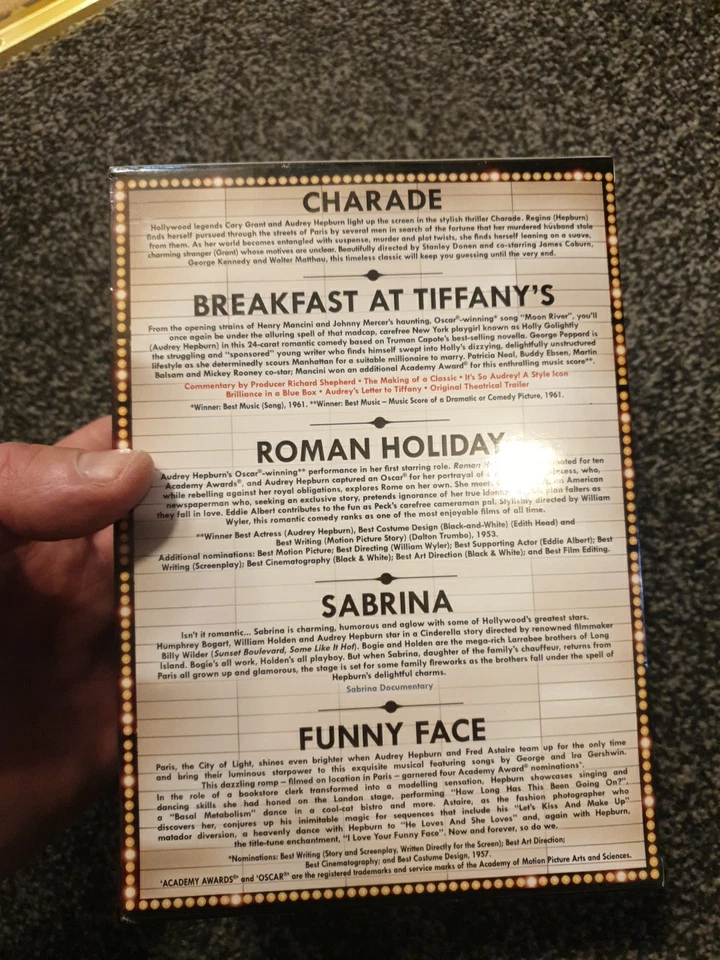 CHARADE
Hollywood legends Cary Grant and Audrey Hepburn light up the screen in the stylish thriller Charade. Regina (Hepburn)
finds herself pursued through the streets of Paris by several men in search of the fortune that her murdered husband stole
from them. As her world becomes entangled with suspense, murder and plot twists, she finds herself leaning on a suave,
charming stranger (Grant) whose motives are unclear. Beautifully directed by Stanley Donen and co-starring James Coburn,
George Kennedy and Walter Matthau, this timeless classic will keep you guessing until the very end.
BREAKFAST AT TIFFANY'S
From the opening strains of Henry Mancini and Johnny Mercer's haunting, Oscar®-winning* song "Moon River", you'll
once again be under the alluring spell of that madcap, carefree New York playgirl known as Holly Golightly
(Audrey Hepburn) in this 24-carat romantic comedy based on Truman Capote's best-selling novella. George Peppard is
the struggling and "sponsored" young writer who finds himself swept into Holly's dizzying, delightfully unstructured
lifestyle as she determinedly scours Manhattan for a suitable millionaire to marry. Patricia Neal, Buddy Ebsen, Martin
Balsam and Mickey Rooney co-star; Mancini won an additional Academy Award® for this enthralling music score**.
Commentary by Producer Richard Shepherd • The Making of a Classic • It's So Audrey! A Style Icon
Brilliance in a Blue Box • Audrey's Letter to Tiffany • Original Theatrical Trailer
*Winner: Best Music (Song), 1961. **Winner: Best Music – Music Score of a Dramatic or Comedy Picture, 1961.
ROMAN HOLIDAY
Audrey Hepburn's Oscar®-winning** performance in her first starring role. Roman for ten
Academy Awards®, and Audrey Hepburn captured an Oscar® for her portrayal of who,
while rebelling against her royal obligations, explores Rome on her own. She American
newspaperman who, seeking an exclusive story, pretends ignorance of her true plan falters as
they fall in love. Eddie Albert contributes to the fun as Peck's carefree cameraman pal. Stylishly directed by William
Wyler, this romantic comedy ranks as one of the most enjoyable films of all time.
**Winner Best Actress (Audrey Hepburn), Best Costume Design (Black-and-White) (Edith Head) and
Best Writing (Motion Picture Story) (Dalton Trumbo), 1953.
Additional nominations: Best Motion Picture; Best Directing (William Wyler); Best Supporting Actor (Eddie Albert); Best
Writing (Screenplay); Best Cinematography (Black & White); Best Art Direction (Black & White); and Best Film Editing.
SABRINA
Isn't it romantic... Sabrina is charming, humorous and aglow with some of Hollywood's greatest stars.
Humphrey Bogart, William Holden and Audrey Hepburn star in a Cinderella story directed by renowned filmmaker
Billy Wilder (Sunset Boulevard, Some Like It Hot). Bogie and Holden are the mega-rich Larrabee brothers of Long
Island. Bogie's all work, Holden's all playboy. But when Sabrina, daughter of the family's chauffeur, returns from
Paris all grown up and glamorous, the stage is set for some family fireworks as the brothers fall under the spell of
Hepburn's delightful charms.
Sabrina Documentary
FUNNY FACE
Paris, the City of Light, shines even brighter when Audrey Hepburn and Fred Astaire team up for the only time
and bring their luminous starpower to this exquisite musical featuring songs by George and Ira Gershwin.
This dazzling romp – filmed on location in Paris – garnered four Academy Award® nominations*.
In the role of a bookstore clerk transformed into a modelling sensation, Hepburn showcases singing and
dancing skills she had honed on the London stage, performing "How Long Has This Been Going On?",
a "Basal Metabolism" dance in a cool-cat bistro and more. Astaire, as the fashion photographer who
discovers her, conjures up his inimitable magic for sequences that include his "Let's Kiss And Make Up"
matador diversion, a heavenly dance with Hepburn to "He Loves And She Loves" and, again with Hepburn,
the title-tune enchantment, "I Love Your Funny Face". Now and forever, so do we.
*Nominations: Best Writing (Story and Screenplay, Written Directly for the Screen); Best Art Direction;
Best Cinematography; and Best Costume Design, 1957.
'ACADEMY AWARDS®' and 'OSCAR®' are the registered trademarks and service marks of the Academy of Motion Picture Arts and Sciences.